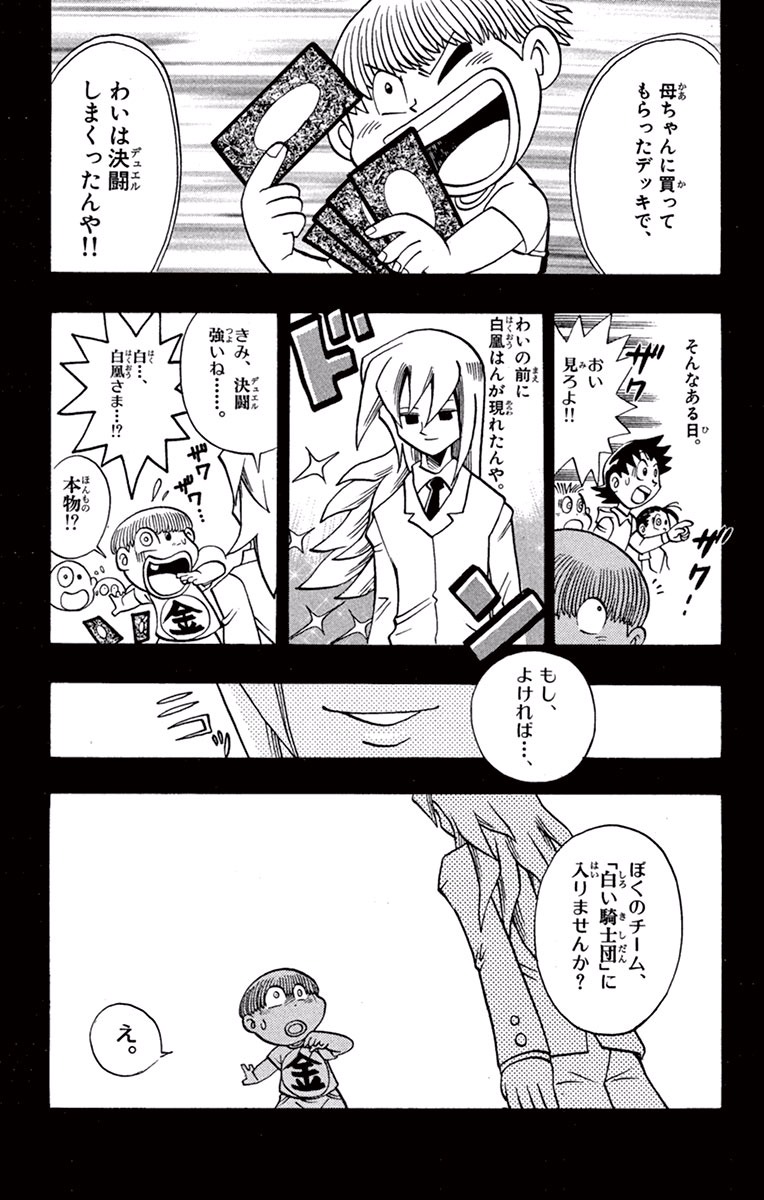 母ちゃんに買って
もらったデッキで、
わいは決闘
しまくったんや!!
そんなある日。
おい
見ろよ!!
ザワ
ザワ…
わいの前に
白凰はんが現れたんや。
ドン
きみ、決闘
強いね………。
白…、
白凰さま…!?
ザワ
ザワ…
本物!?
金
もし、
よければ…、
ぼくのチーム、
「白い騎士団」に
入りませんか?
え。
金